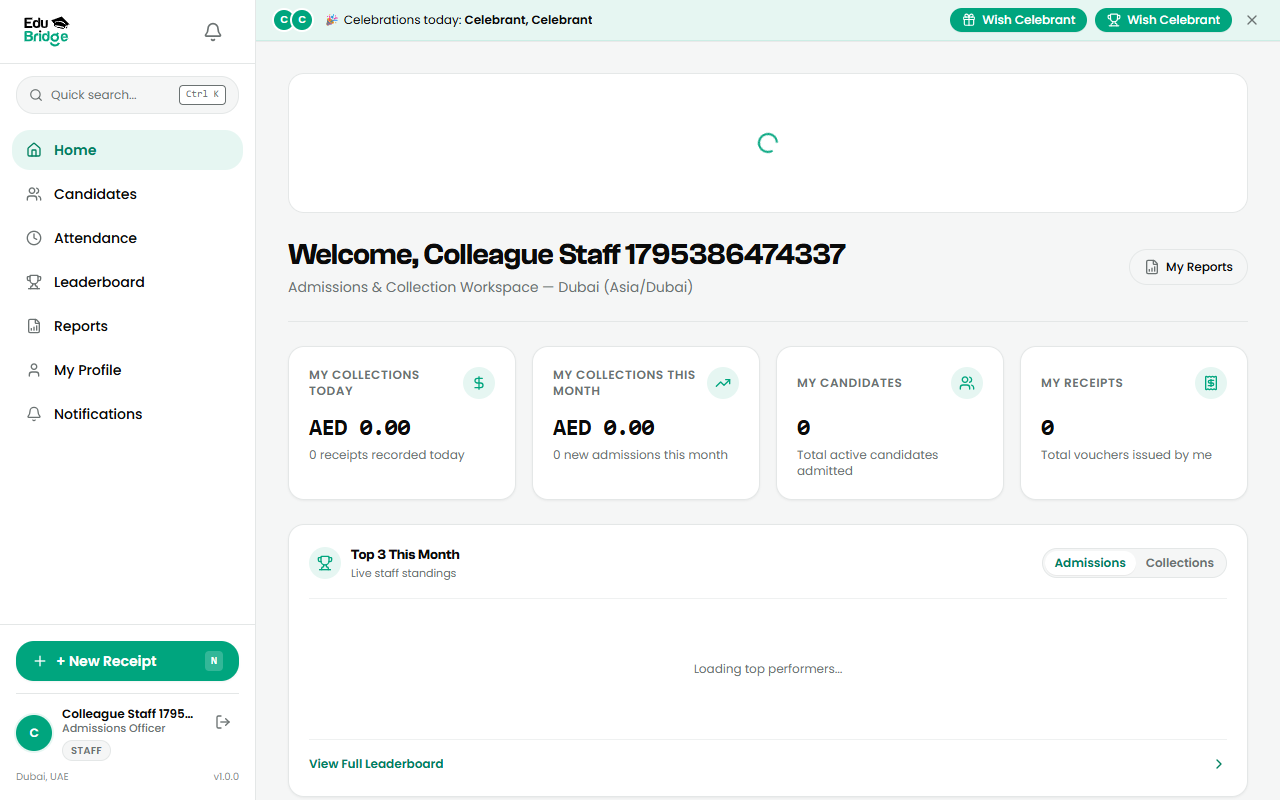 Edu
Bridge
Quick search...
Ctrl K
Home
Candidates
Attendance
Leaderboard
Reports
My Profile
Notifications
+ New Receipt
N
C
Colleague Staff 1795...
Admissions Officer
STAFF
Dubai, UAE
v1.0.0
C C
🎉 Celebrations today: Celebrant, Celebrant
Wish Celebrant
Wish Celebrant
Welcome, Colleague Staff 1795386474337
Admissions & Collection Workspace — Dubai (Asia/Dubai)
My Reports
MY COLLECTIONS
TODAY
AED 0.00
0 receipts recorded today
MY COLLECTIONS THIS
MONTH
AED 0.00
0 new admissions this month
MY CANDIDATES
0
Total active candidates
admitted
MY RECEIPTS
0
Total vouchers issued by me
Top 3 This Month
Live staff standings
Admissions
Collections
Loading top performers...
View Full Leaderboard